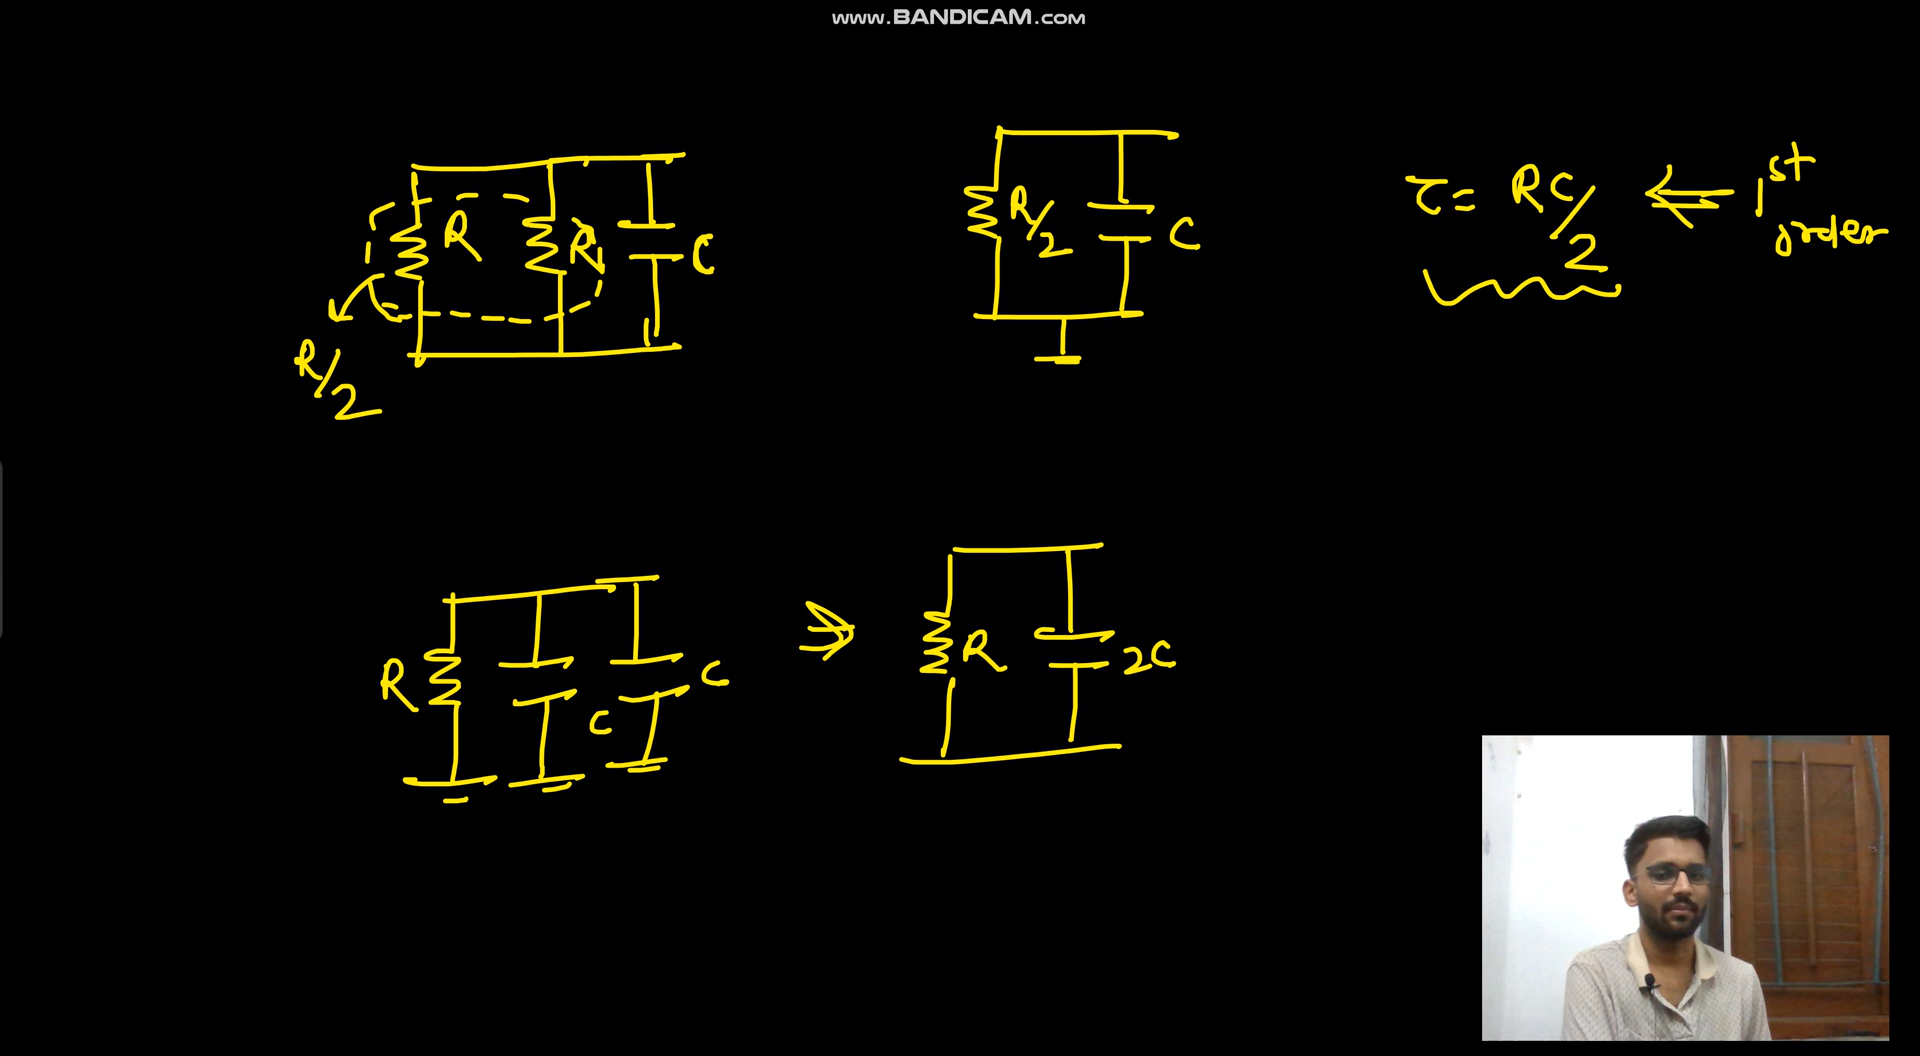 www.BANDICAM.com
R
R
C
R/2
R/2
C
τ = RC/2
1st
order
R
C
C
R
2C